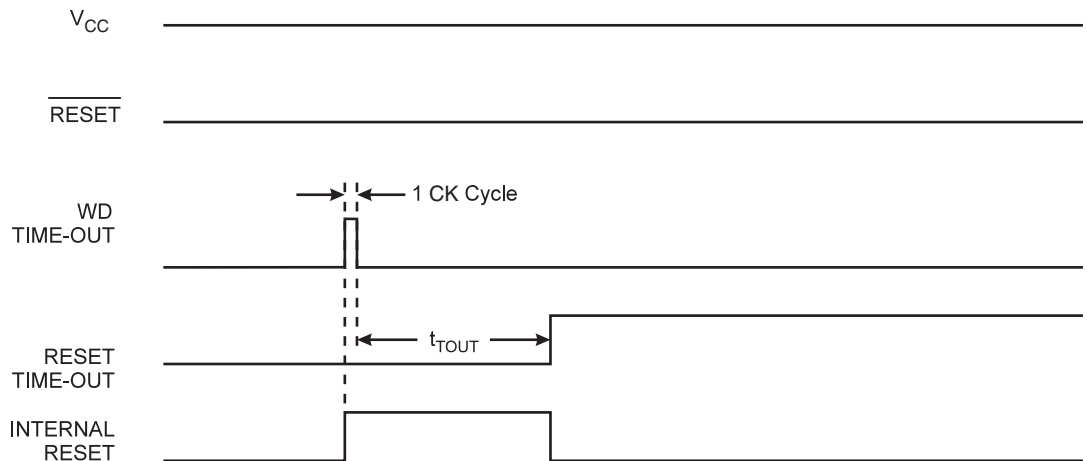 VCC
RESET
1 CK Cycle
WD
TIME-OUT
tTOUT
RESET
TIME-OUT
INTERNAL
RESET